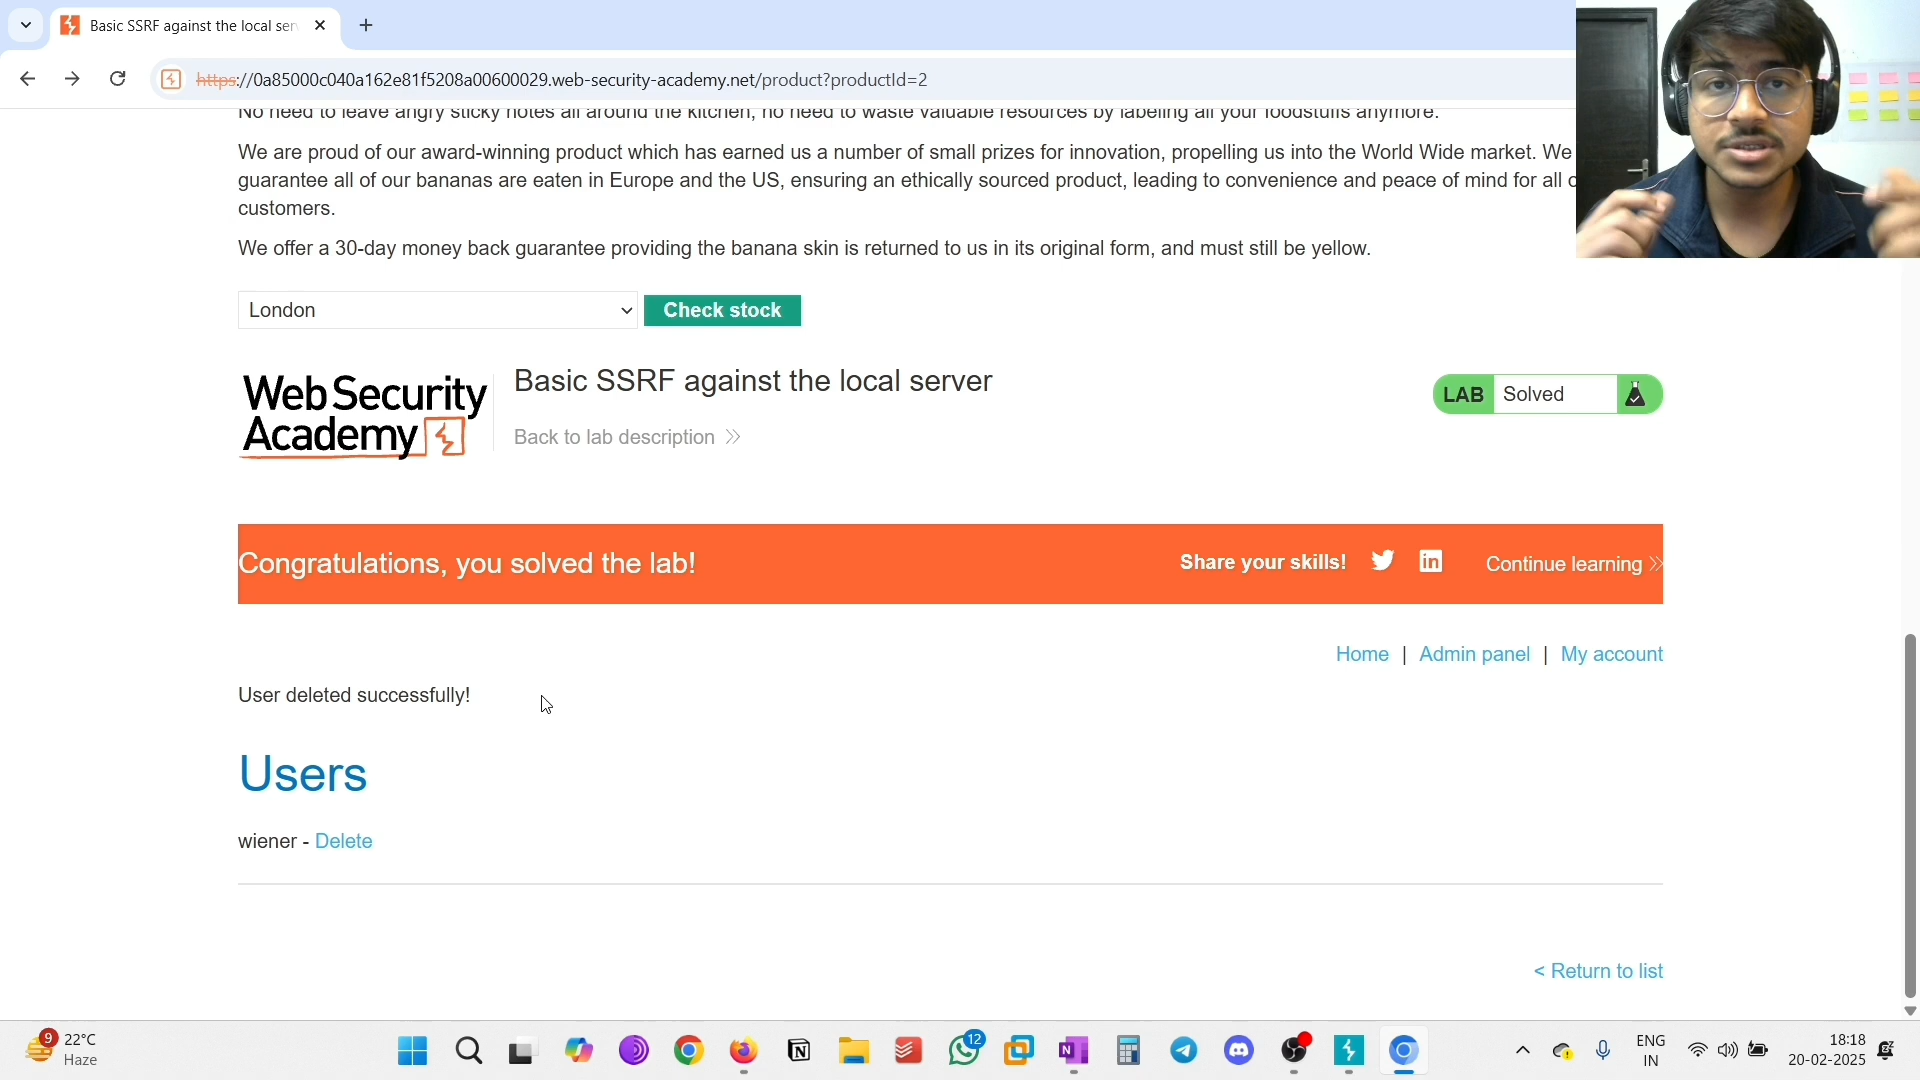 Basic SSRF against the local ser
https://0a85000c040a162e81f5208a00600029.web-security-academy.net/product?productId=2
No need to leave angry sticky notes all around the kitchen, no need to waste valuable resources by labeling all your foodstuffs anymore.
We are proud of our award-winning product which has earned us a number of small prizes for innovation, propelling us into the World Wide market. We
guarantee all of our bananas are eaten in Europe and the US, ensuring an ethically sourced product, leading to convenience and peace of mind for all
customers.
We offer a 30-day money back guarantee providing the banana skin is returned to us in its original form, and must still be yellow.
London
Check stock
Web Security
Academy
Basic SSRF against the local server
Back to lab description
LAB Solved
Congratulations, you solved the lab!
Share your skills!
Continue learning
Home | Admin panel | My account
User deleted successfully!
Users
wiener - Delete
< Return to list
9
22°C
Haze
12
ENG
IN
18:18
20-02-2025